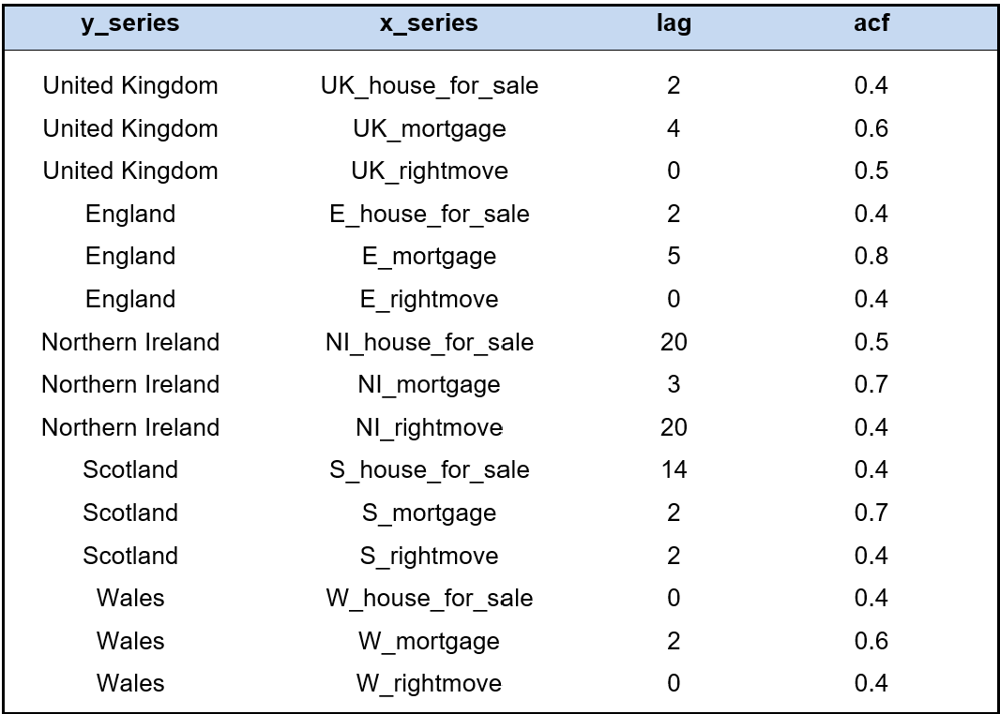 y_series x_series lag acf
United Kingdom UK_house_for_sale 2 0.4
United Kingdom UK_mortgage 4 0.6
United Kingdom UK_rightmove 0 0.5
England E_house_for_sale 2 0.4
England E_mortgage 5 0.8
England E_rightmove 0 0.4
Northern Ireland NI_house_for_sale 20 0.5
Northern Ireland NI_mortgage 3 0.7
Northern Ireland NI_rightmove 20 0.4
Scotland S_house_for_sale 14 0.4
Scotland S_mortgage 2 0.7
Scotland S_rightmove 2 0.4
Wales W_house_for_sale 0 0.4
Wales W_mortgage 2 0.6
Wales W_rightmove 0 0.4